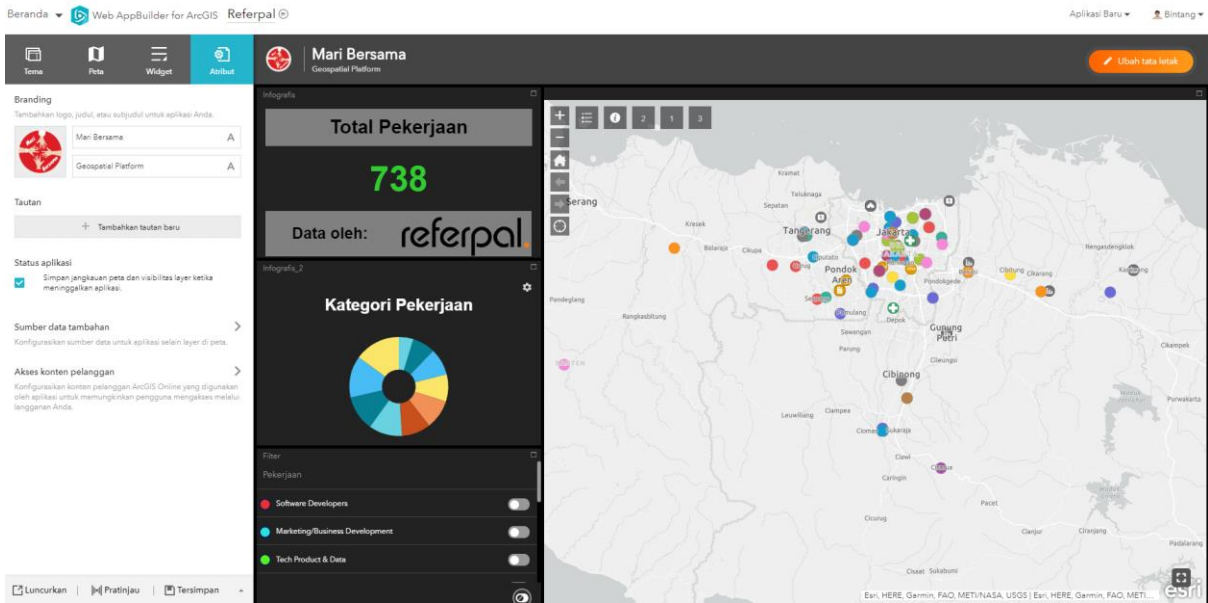 Beranda
Web AppBuilder for ArcGIS
Referpal
Aplikasi Baru
Bintang
Tema
Peta
Widget
Atribut
Mari Bersama
Geospatial Platform
Ubah tata letak
Branding
Tambahkan logo, judul, atau subjudul untuk aplikasi Anda.
Mari Bersama
A
Geospatial Platform
A
Tautan
+ Tambahkan tautan baru
Status aplikasi
Simpan jangkauan peta dan visibilitas layer ketika
meninggalkan aplikasi.
Sumber data tambahan
Konfigurasikan sumber data untuk aplikasi selain layer di peta.
Akses konten pelanggan
Konfigurasikan konten pelanggan ArcGIS Online yang digunakan
oleh aplikasi untuk memungkinkan pengguna mengakses melalui
langganan Anda.
Luncurkan
Pratinjau
Tersimpan
Infografis
Total Pekerjaan
738
Data oleh: referpal.
Infografis_2
Kategori Pekerjaan
Filter
Pekerjaan
Software Developers
Marketing/Business Development
Tech Product & Data
2
1
3
Serang
Kramat
Teluknaga
Sepatan
Kresek
Tangerang
Jakarta
Balaraja
Cikupa
Rengasdengklok
Pondok
Aren
Pondokgede
Cibitung
Cikarang
Pandeglang
Rangkasbitung
Depok
Sawangan
Gunung
Putri
Parung
Cileungsi
Cikampek
Cibinong
Purwakarta
Leuwiliang
Ciampea
Sukaraja
Ciawi
Caringin
Pacet
Cicurug
Cianjur
Ciranjang
Padalarang
Cisaat
Sukabumi
Esri, HERE, Garmin, FAO, METI/NASA, USGS | Esri, HERE, Garmin, FAO, METI...
esri